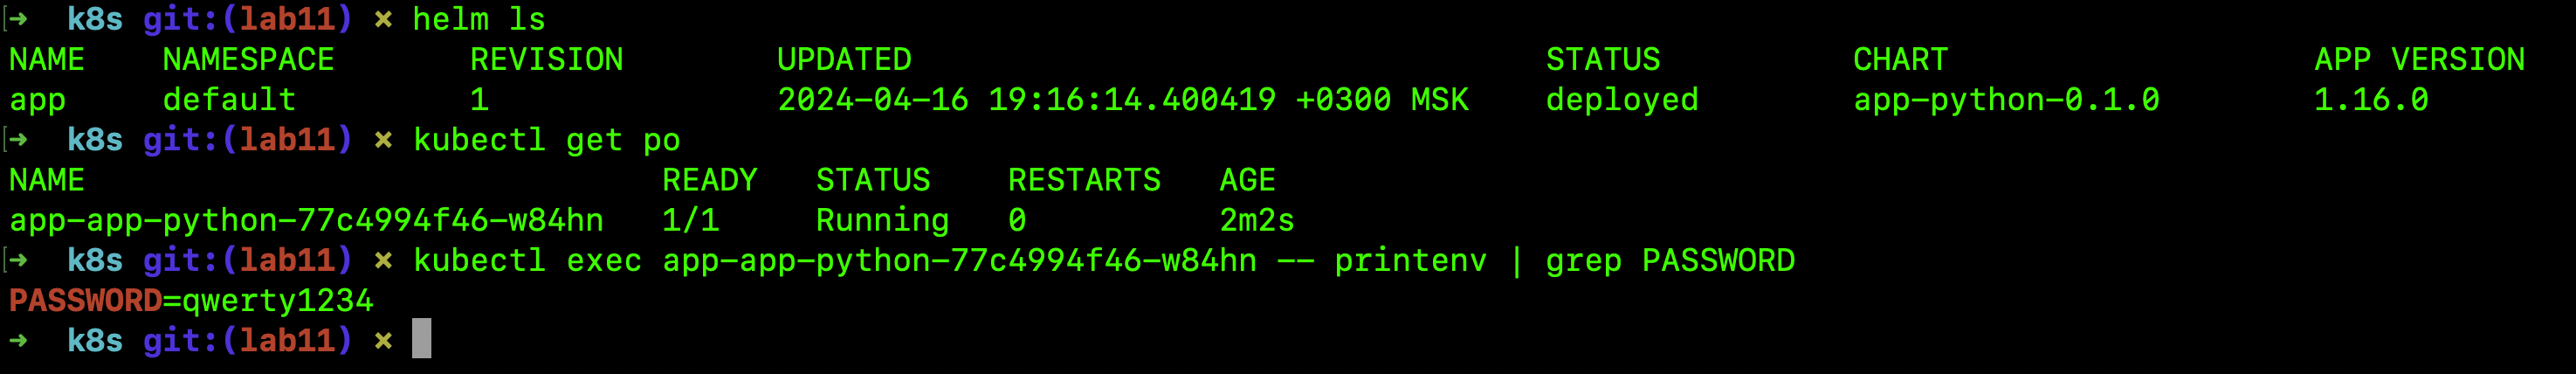 [➜  k8s git:(lab11) ✗ helm ls
NAME    NAMESPACE       REVISION        UPDATED                                 STATUS          CHART                   APP VERSION
app     default         1               2024-04-16 19:16:14.400419 +0300 MSK    deployed        app-python-0.1.0        1.16.0
[➜  k8s git:(lab11) ✗ kubectl get po
NAME                              READY   STATUS    RESTARTS   AGE
app-app-python-77c4994f46-w84hn   1/1     Running   0          2m2s
[➜  k8s git:(lab11) ✗ kubectl exec app-app-python-77c4994f46-w84hn -- printenv | grep PASSWORD
PASSWORD=qwerty1234
➜  k8s git:(lab11) ✗